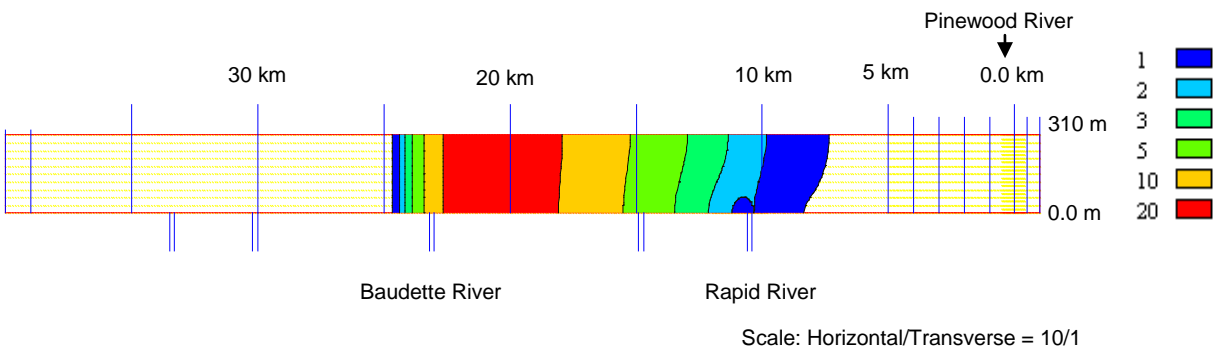 Pinewood River
30 km
20 km
10 km
5 km
0.0 km
310 m
0.0 m
1
2
3
5
10
20
Baudette River
Rapid River
Scale: Horizontal/Transverse = 10/1